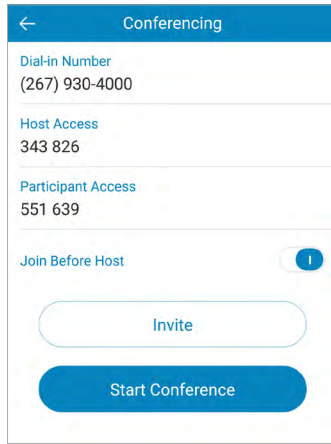 Conferencing
Dial-in Number
(267) 930-4000
Host Access
343 826
Participant Access
551 639
Join Before Host
Invite
Start Conference